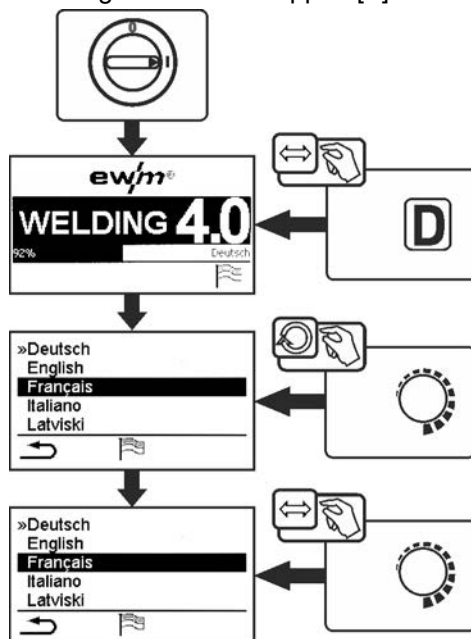 0
I
ewm®
WELDING 4.0
92%
Deutsch
D
»Deutsch
English
Français
Italiano
Latviski
»Deutsch
English
Français
Italiano
Latviski